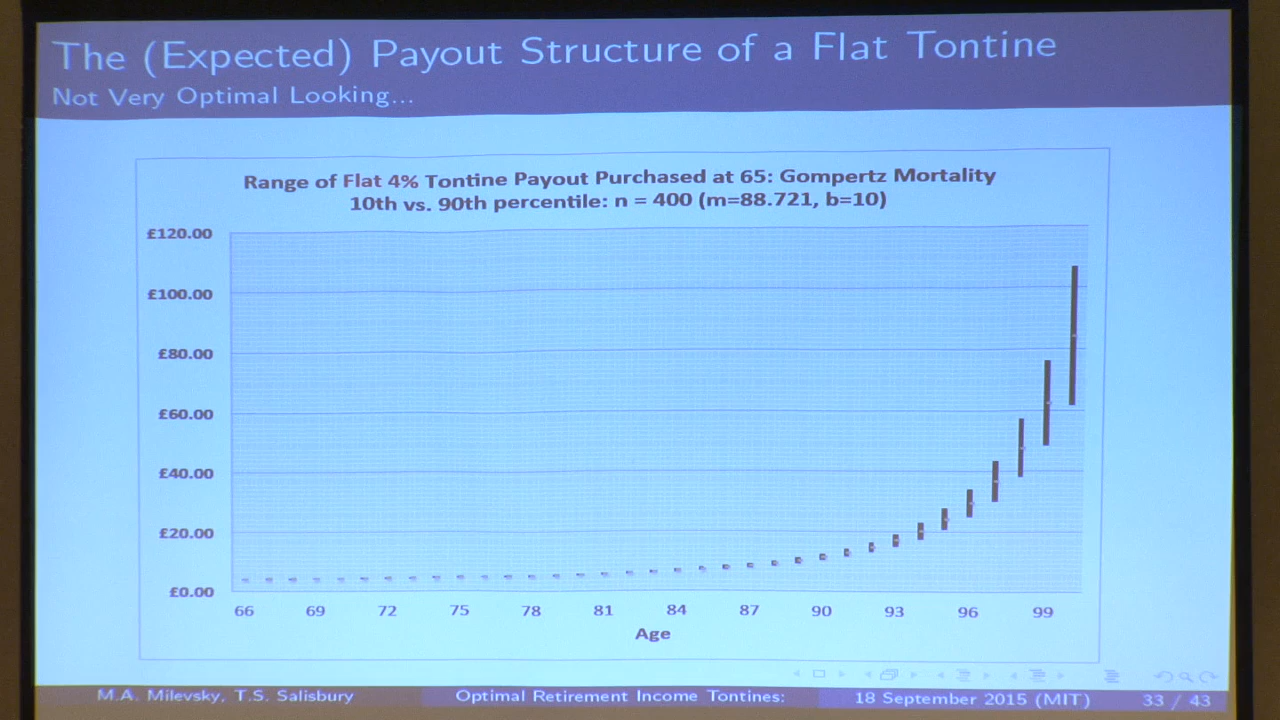 The (Expected) Payout Structure of a Flat Tontine
Not Very Optimal Looking...
Range of Flat 4% Tontine Payout Purchased at 65: Gompertz Mortality
10th vs. 90th percentile: n = 400 (m=88.721, b=10)
£120.00
£100.00
£80.00
£60.00
£40.00
£20.00
£0.00
66 69 72 75 78 81 84 87 90 93 96 99
Age
M.A. Milevsky, T.S. Salisbury Optimal Retirement Income Tontines: 18 September 2015 (MIT) 33 / 43